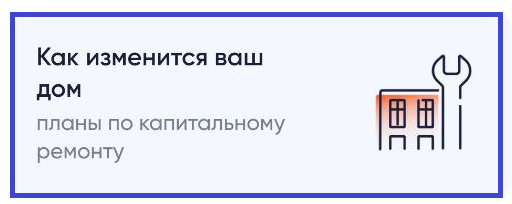 Как изменится ваш
дом
планы по капитальному
ремонту